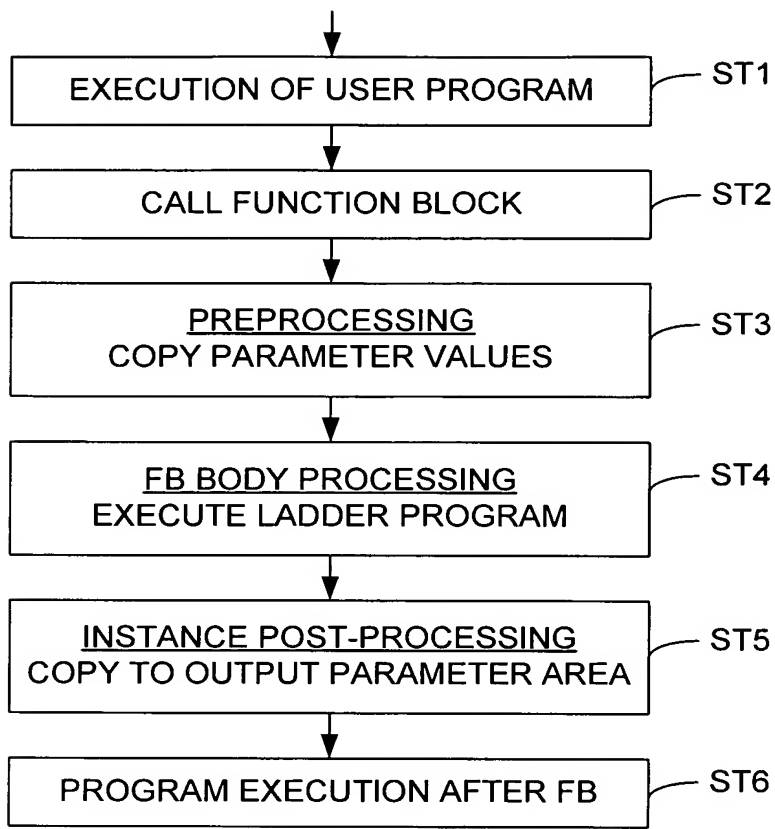 EXECUTION OF USER PROGRAM
ST1
CALL FUNCTION BLOCK
ST2
PREPROCESSING
COPY PARAMETER VALUES
ST3
FB BODY PROCESSING
EXECUTE LADDER PROGRAM
ST4
INSTANCE POST-PROCESSING
COPY TO OUTPUT PARAMETER AREA
ST5
PROGRAM EXECUTION AFTER FB
ST6